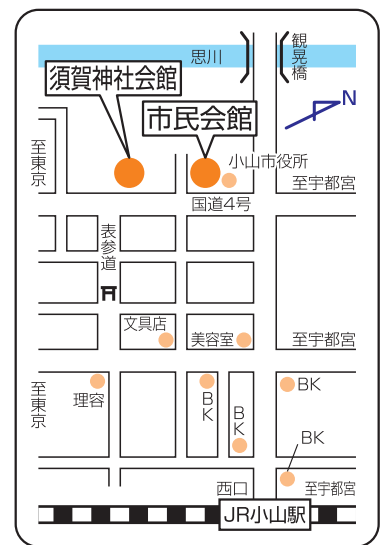 思川
観晃橋
須賀神社会館
市民会館
N
至東京
小山市役所
至宇都宮
国道4号
表参道
文具店
美容室
至宇都宮
至東京
理容
BK
BK
BK
BK
西口
至宇都宮
JR小山駅